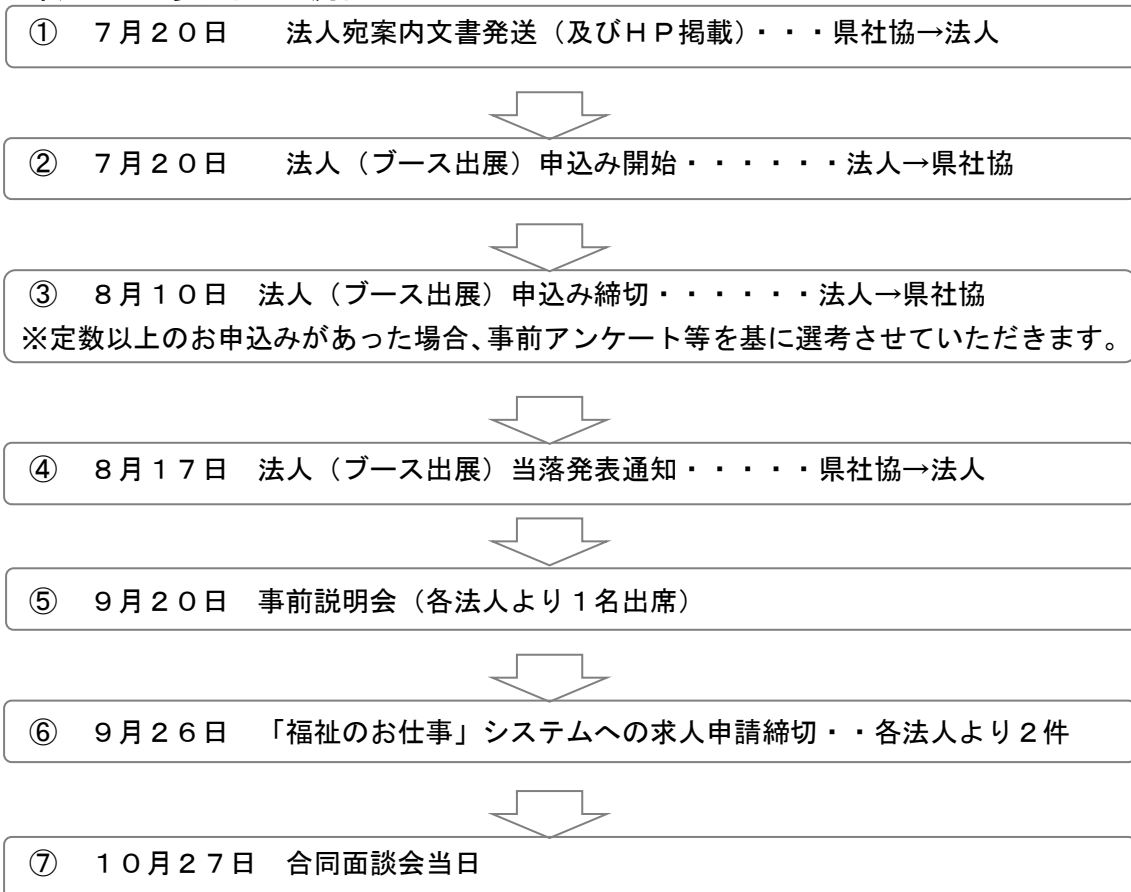 ① ７月２０日　　法人宛案内文書発送（及びＨＰ掲載）・・・県社協→法人
② ７月２０日　　法人（ブース出展）申込み開始・・・・・・法人→県社協
③ ８月１０日　法人（ブース出展）申込み締切・・・・・・法人→県社協
※定数以上のお申込みがあった場合、事前アンケート等を基に選考させていただきます。
④ ８月１７日　法人（ブース出展）当落発表通知・・・・・県社協→法人
⑤ ９月２０日　事前説明会（各法人より１名出席）
⑥ ９月２６日　「福祉のお仕事」システムへの求人申請締切・・各法人より２件
⑦ １０月２７日　合同面談会当日